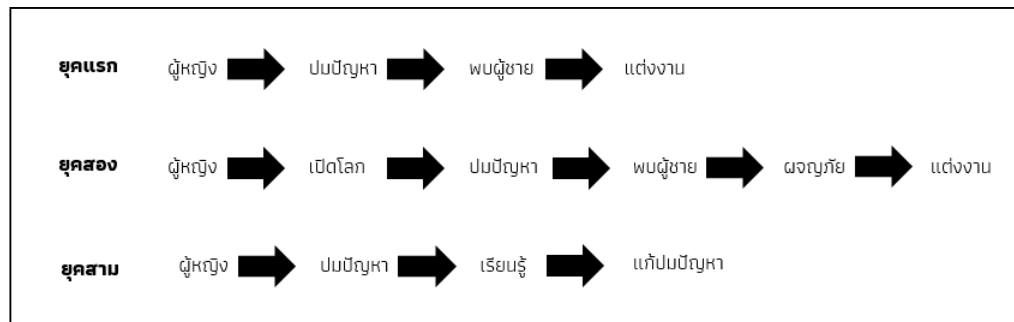 ยุคแรก ผู้หญิง ปมปัญหา พบผู้ชาย แต่งงาน
ยุคสอง ผู้หญิง เปิดโลก ปมปัญหา พบผู้ชาย ผจญภัย แต่งงาน
ยุคสาม ผู้หญิง ปมปัญหา เรียนรู้ แก้ปมปัญหา